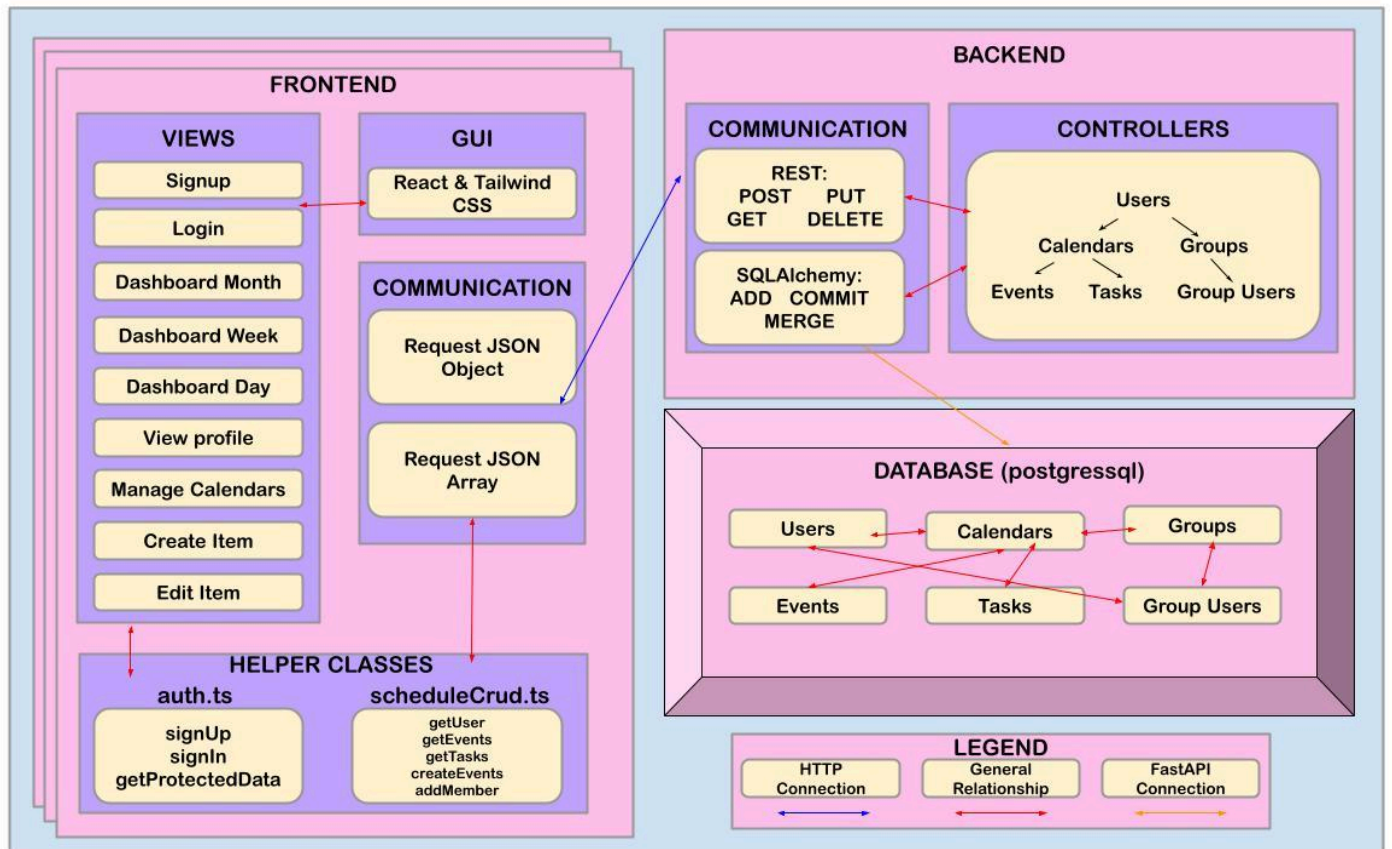 FRONTEND
VIEWS
Signup
Login
Dashboard Month
Dashboard Week
Dashboard Day
View profile
Manage Calendars
Create Item
Edit Item
GUI
React & Tailwind
CSS
COMMUNICATION
Request JSON
Object
Request JSON
Array
HELPER CLASSES
auth.ts
signUp
signIn
getProtectedData
scheduleCrud.ts
getUser
getEvents
getTasks
createEvents
addMember
BACKEND
COMMUNICATION
REST:
POST PUT
GET DELETE
SQLAlchemy:
ADD COMMIT
MERGE
CONTROLLERS
Users
Calendars Groups
Events Tasks Group Users
DATABASE (postgressql)
Users Calendars Groups
Events Tasks Group Users
LEGEND
HTTP
Connection
General
Relationship
FastAPI
Connection